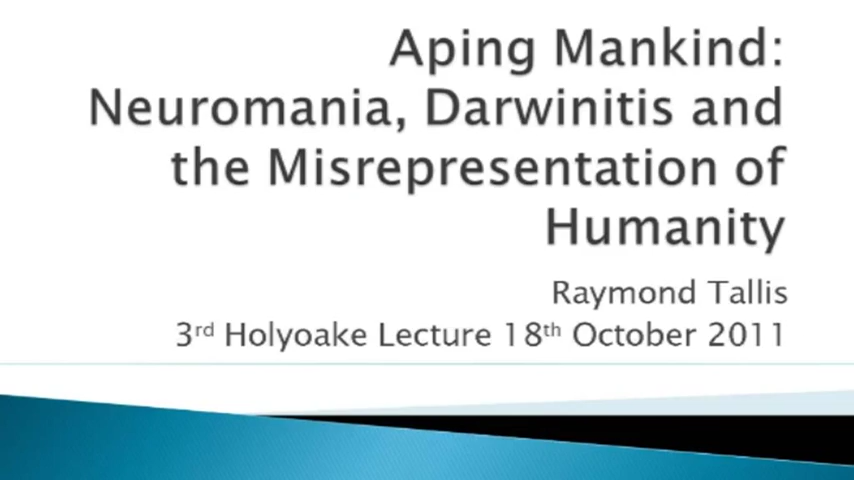 Aping Mankind:
Neuromania, Darwinitis and
the Misrepresentation of
Humanity
Raymond Tallis
3rd Holyoake Lecture 18th October 2011